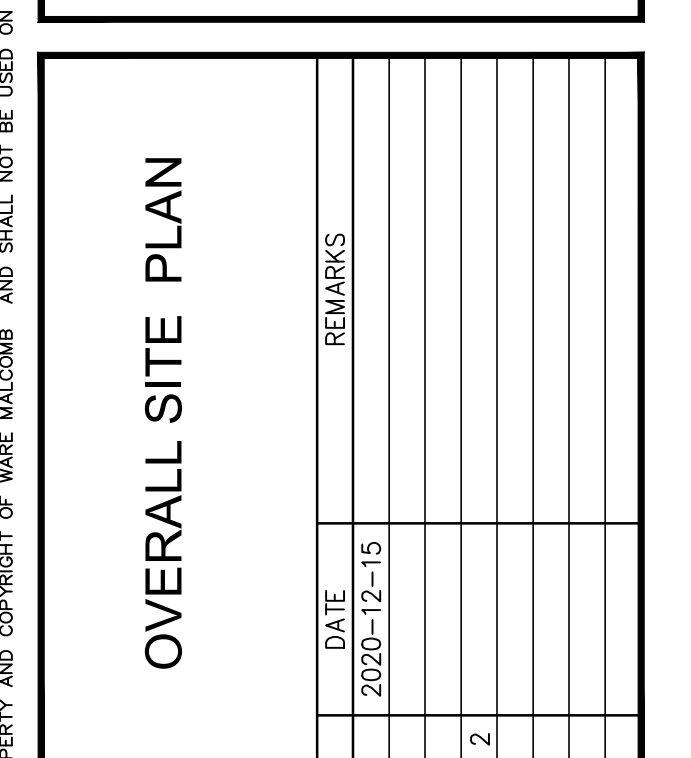 PERTY AND COPYRIGHT OF WARE MALCOMB AND SHALL NOT BE USED ON
OVERALL SITE PLAN
DATE REMARKS
2020-12-15
2